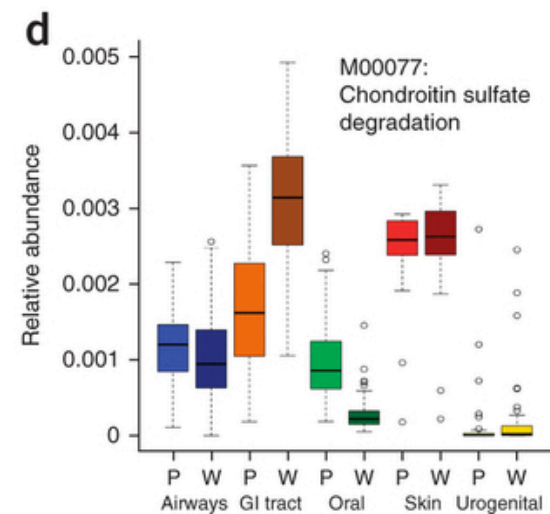 d
M00077:
Chondroitin sulfate
degradation
Relative abundance
0.005
0.004
0.003
0.002
0.001
0
P W P W P W P W P W
Airways GI tract Oral Skin Urogenital